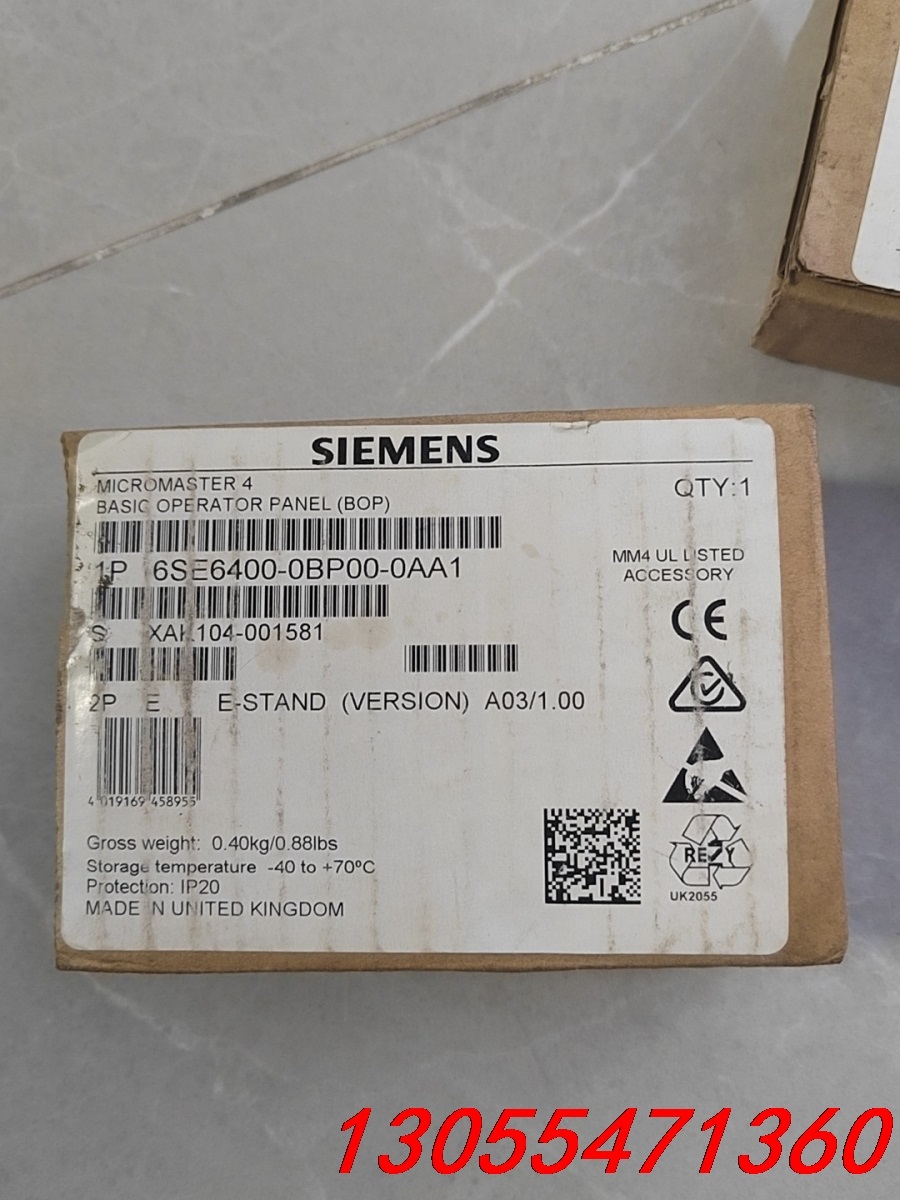 SIEMENS
MICROMASTER 4
BASIC OPERATOR PANEL (BOP)
QTY:1
1P 6SE6400-0BP00-0AA1
MM4 UL LISTED
ACCESSORY
S XAK104-001581
CE
2P E E-STAND (VERSION) A03/1.00
4 019169 458955
Gross weight: 0.40kg/0.88lbs
Storage temperature -40 to +70°C
Protection: IP20
MADE IN UNITED KINGDOM
RESY
UK2055
13055471360